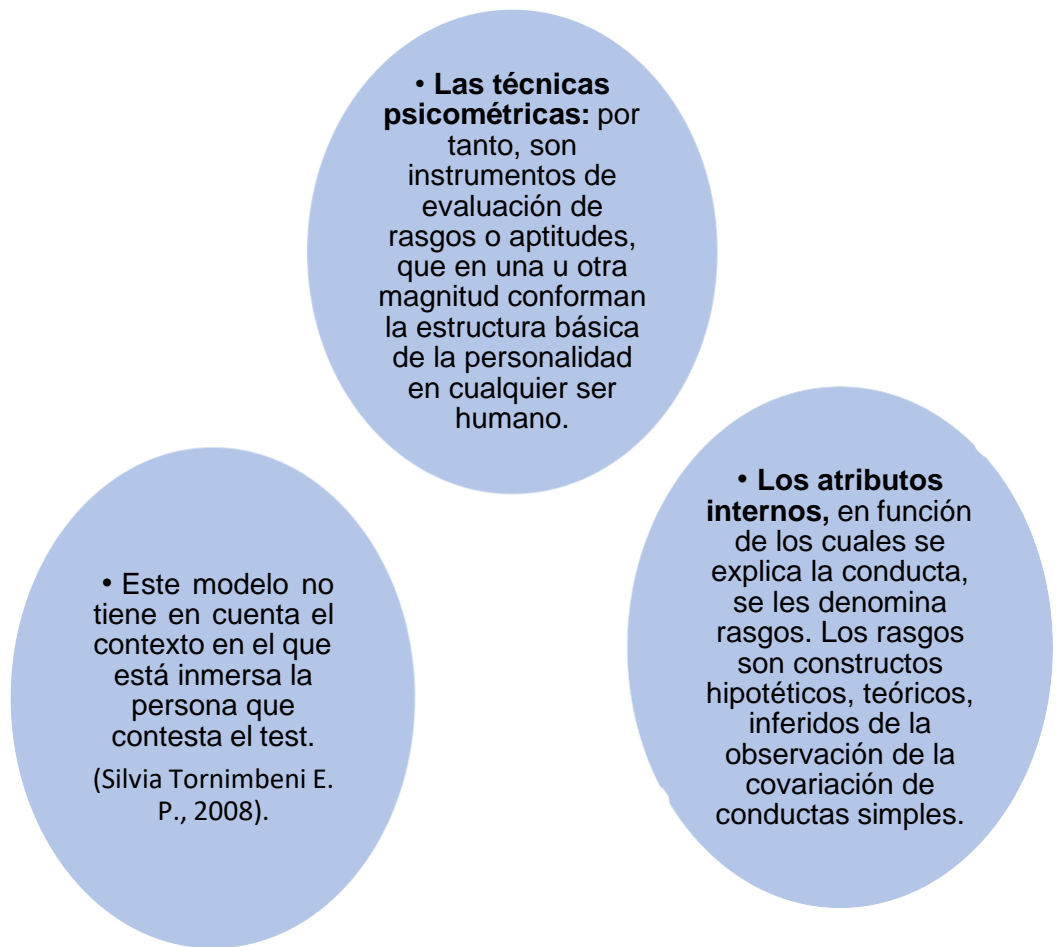 • Las técnicas
psicométricas: por
tanto, son
instrumentos de
evaluación de
rasgos o aptitudes,
que en una u otra
magnitud conforman
la estructura básica
de la personalidad
en cualquier ser
humano.
• Los atributos
internos, en función
de los cuales se
explica la conducta,
se les denomina
rasgos. Los rasgos
son constructos
hipotéticos, teóricos,
inferidos de la
observación de la
covariación de
conductas simples.
• Este modelo no
tiene en cuenta el
contexto en el que
está inmersa la
persona que
contesta el test.
(Silvia Tornimbeni E.
P., 2008).